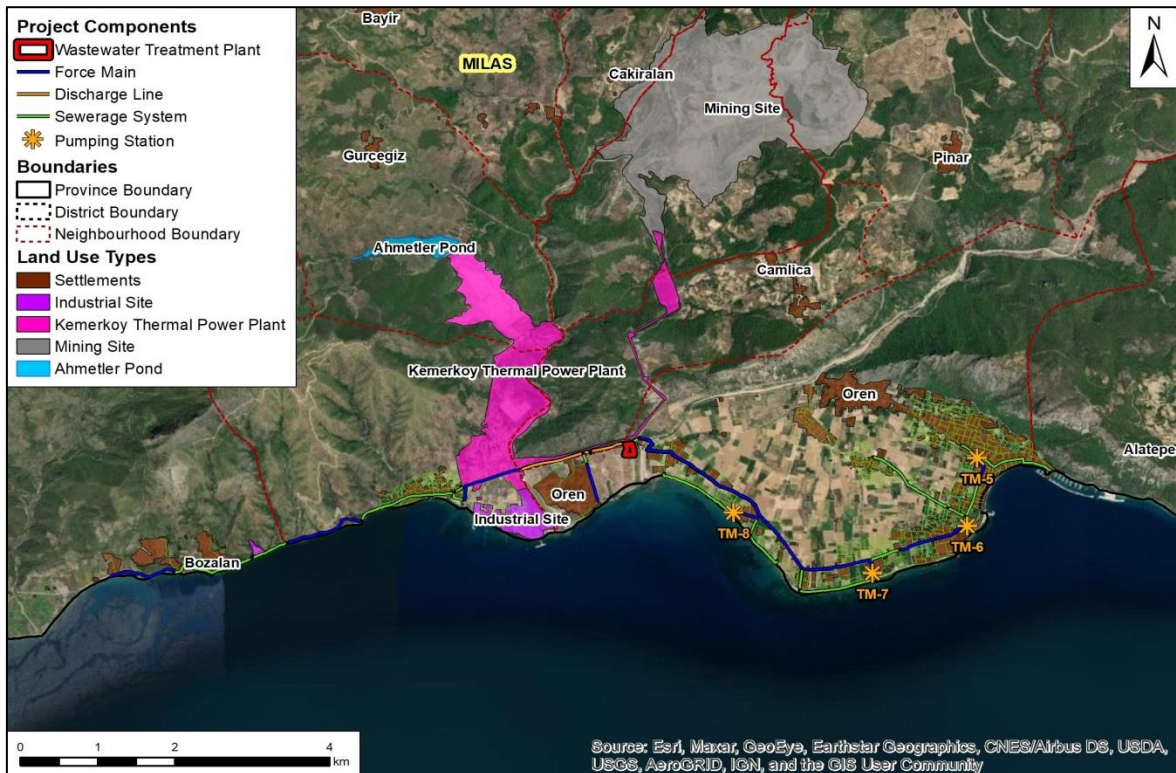 Project Components
Wastewater Treatment Plant
Force Main
Discharge Line
Sewerage System
Pumping Station
Boundaries
Province Boundary
District Boundary
Neighbourhood Boundary
Land Use Types
Settlements
Industrial Site
Kemerkoy Thermal Power Plant
Mining Site
Ahmetler Pond
Bayir
MILAS
Cakiralan
N
Mining Site
Gurcegiz
Pinar
Ahmetler Pond
Camlica
Kemerkoy Thermal Power Plant
Oren
Alatepe
TM-5
Oren
Industrial Site
TM-8
TM-6
Bozalan
TM-7
0 1 2 4
km
Source: Esri, Maxar, GeoEye, Earthstar Geographics, CNES/Airbus DS, USDA,
USGS, AeroGRID, IGN, and the GIS User Community